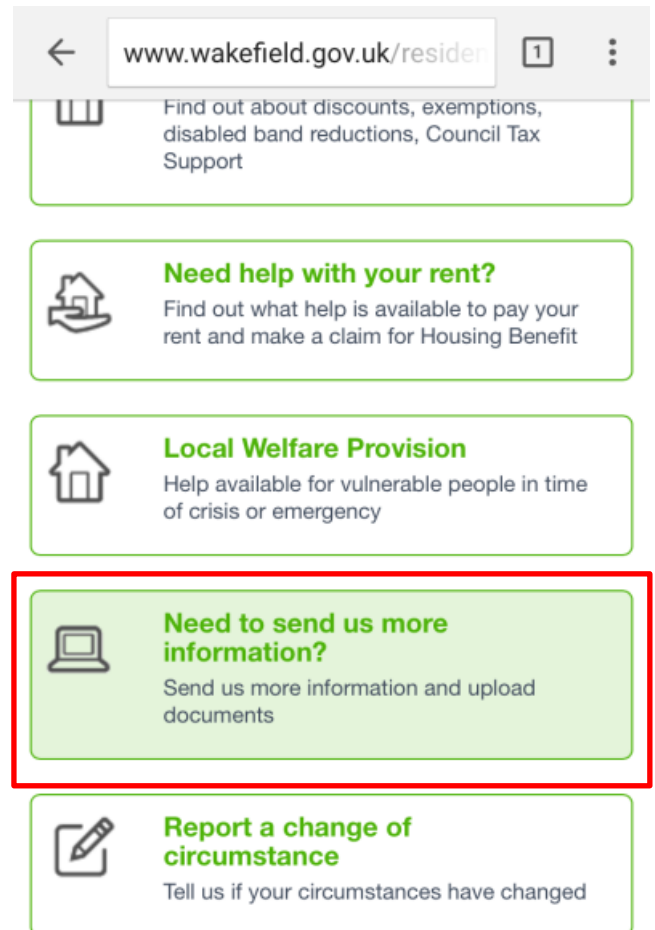 www.wakefield.gov.uk/residen
1
Find out about discounts, exemptions,
disabled band reductions, Council Tax
Support
Need help with your rent?
Find out what help is available to pay your
rent and make a claim for Housing Benefit
Local Welfare Provision
Help available for vulnerable people in time
of crisis or emergency
Need to send us more
information?
Send us more information and upload
documents
Report a change of
circumstance
Tell us if your circumstances have changed